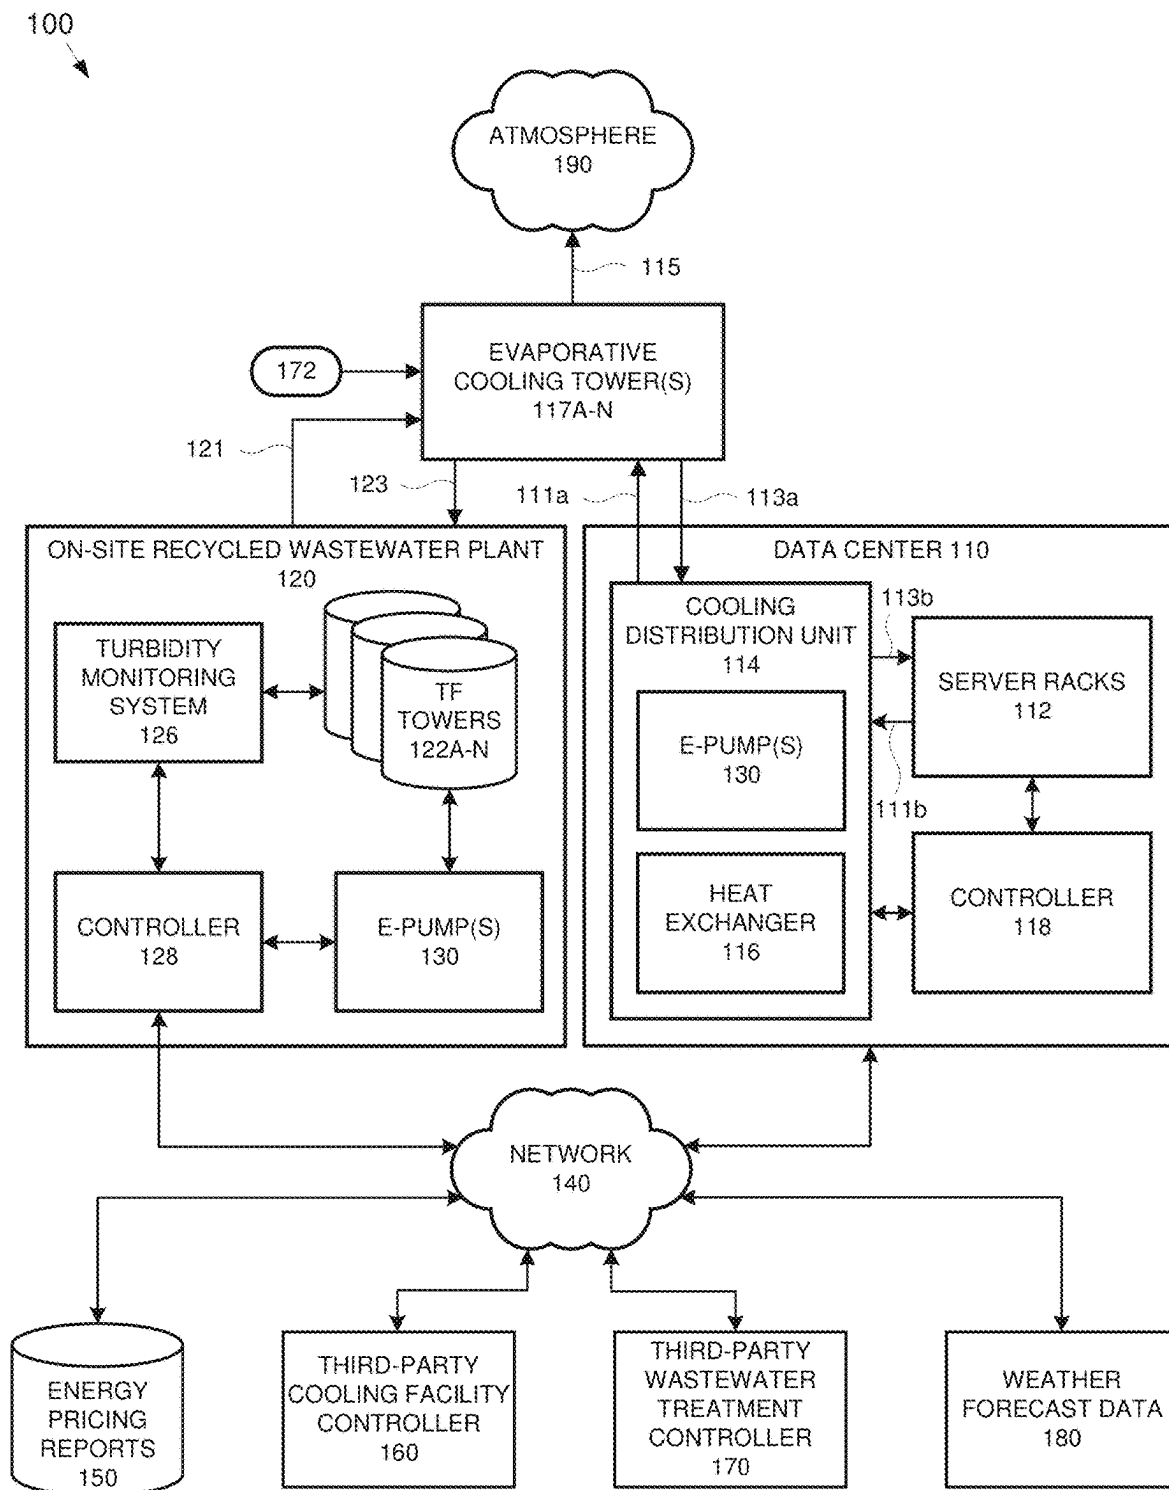 100
ATMOSPHERE
190
115
EVAPORATIVE
COOLING TOWER(S)
117A-N
172
121
123
111a
113a
ON-SITE RECYCLED WASTEWATER PLANT
120
TURBIDITY
MONITORING
SYSTEM
126
TF
TOWERS
122A-N
CONTROLLER
128
E-PUMP(S)
130
DATA CENTER 110
COOLING
DISTRIBUTION UNIT
114
E-PUMP(S)
130
HEAT
EXCHANGER
116
113b
SERVER RACKS
112
111b
CONTROLLER
118
NETWORK
140
ENERGY
PRICING
REPORTS
150
THIRD-PARTY
COOLING FACILITY
CONTROLLER
160
THIRD-PARTY
WASTEWATER
TREATMENT
CONTROLLER
170
WEATHER
FORECAST DATA
180